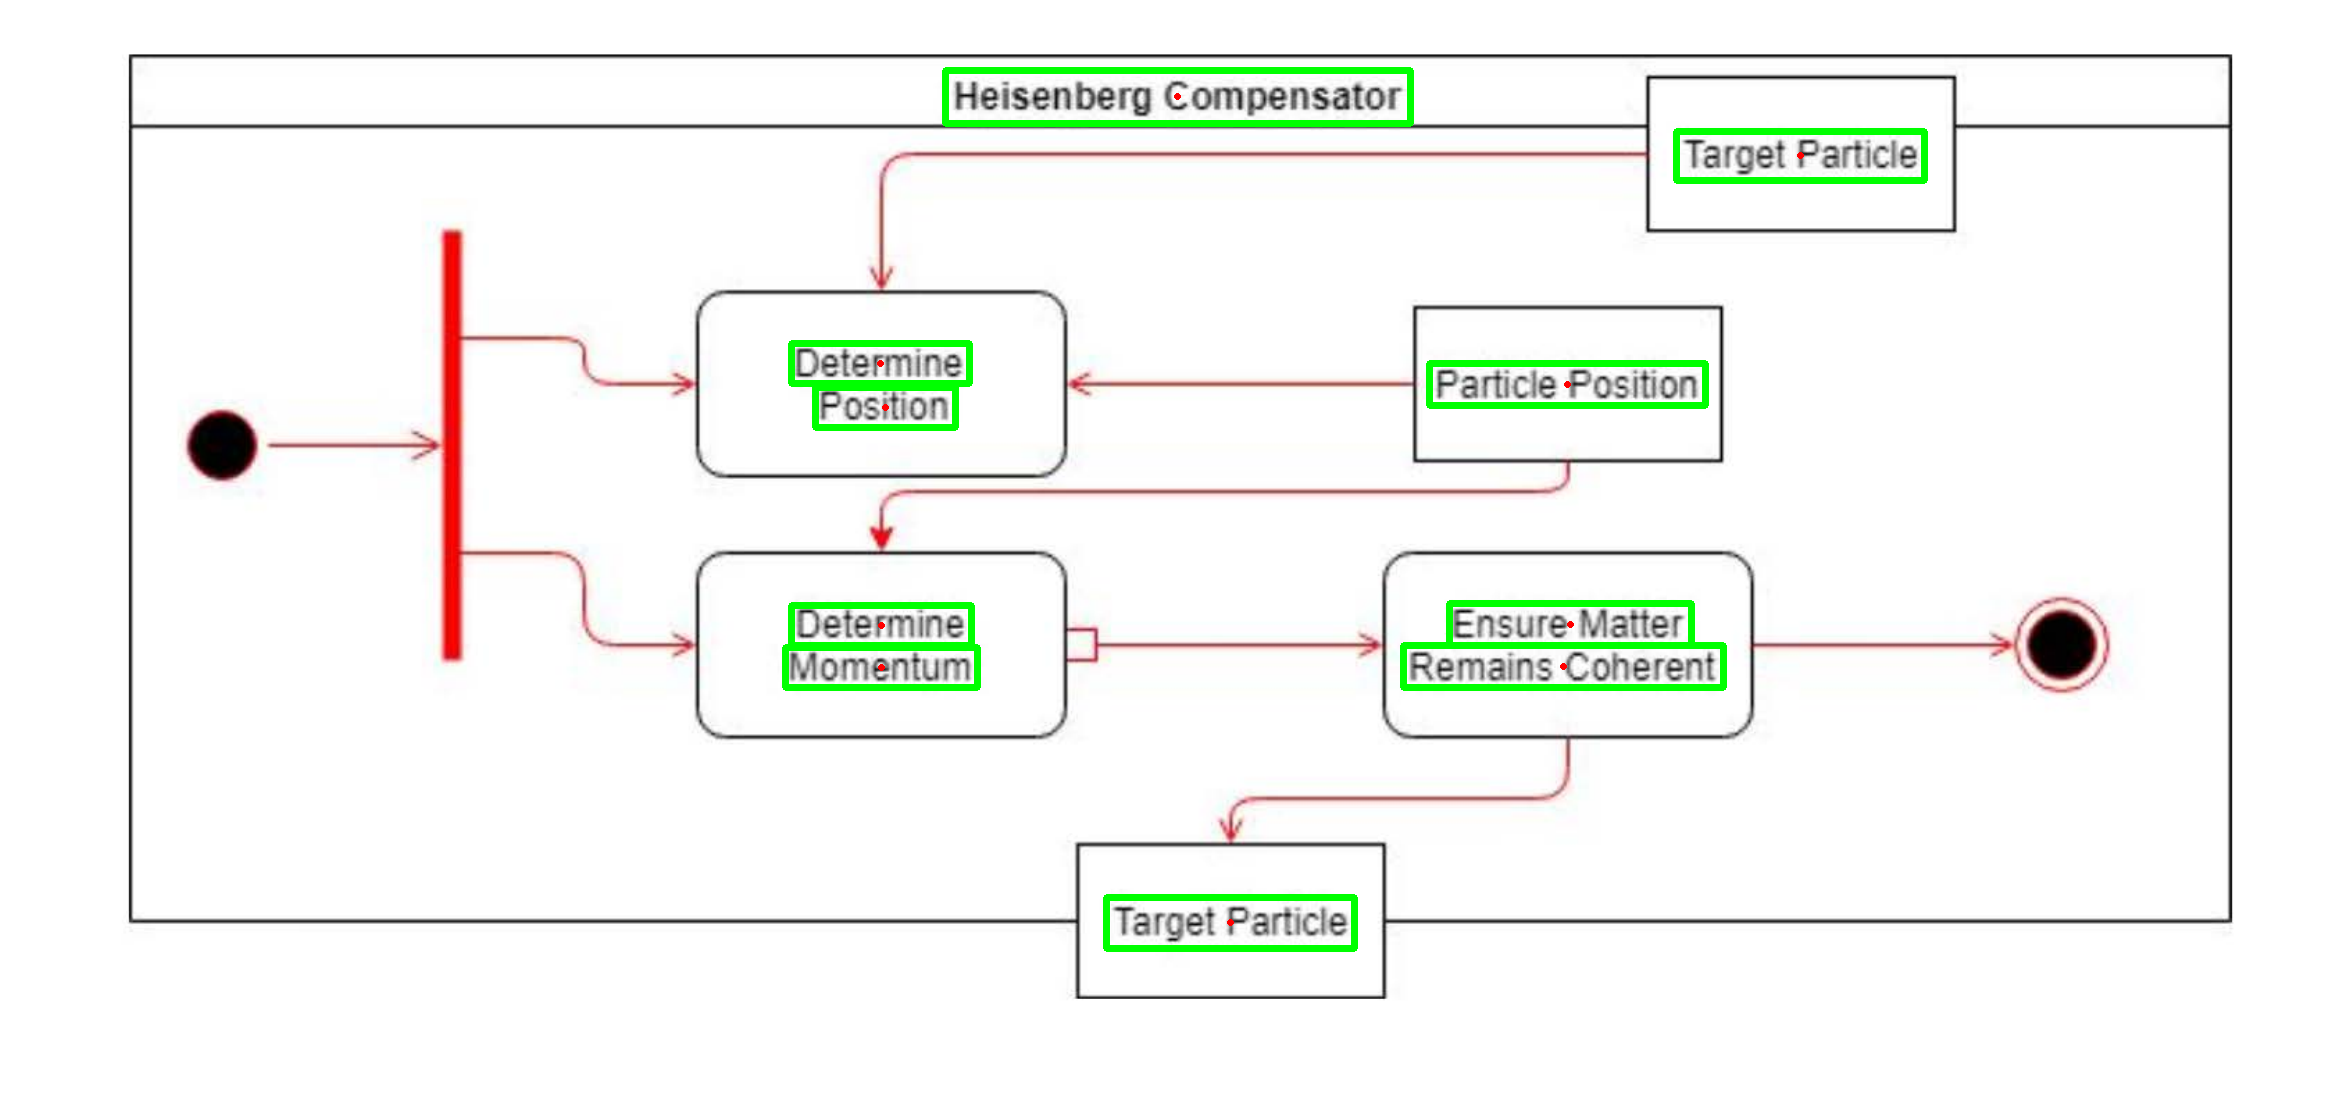 Heisenberg Compensator
Target Particle
Determine
Position
Particle Position
Determine
Momentum
Ensure Matter
Remains Coherent
Target Particle